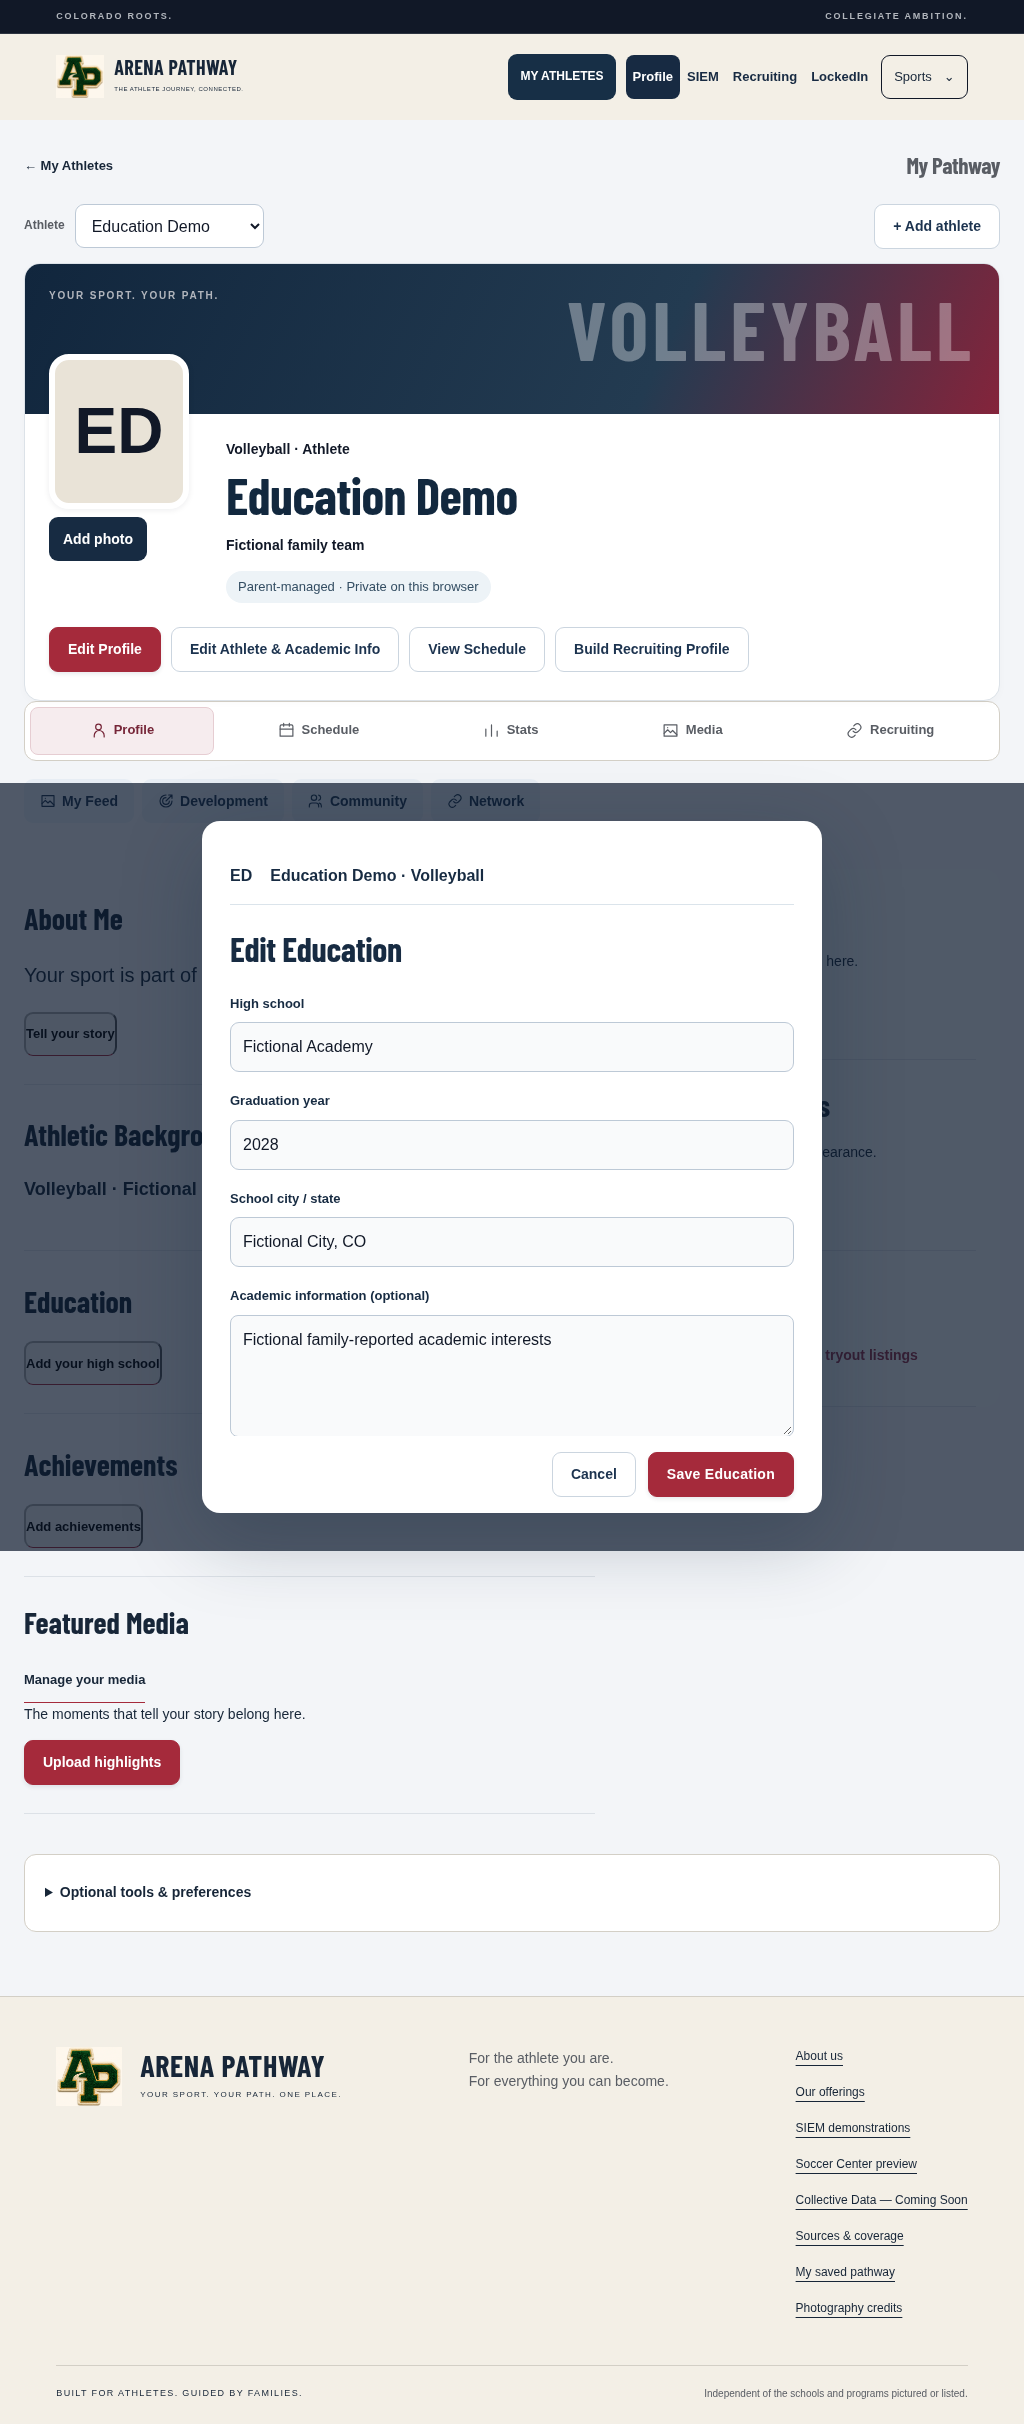 COLORADO ROOTS.
COLLEGIATE AMBITION.
ARENA PATHWAY
THE ATHLETE JOURNEY, CONNECTED.
MY ATHLETES
Profile
SIEM
Recruiting
LockedIn
Sports
← My Athletes
My Pathway
Athlete
Education Demo
+ Add athlete
YOUR SPORT. YOUR PATH.
VOLLEYBALL
ED
Volleyball · Athlete
Education Demo
Fictional family team
Add photo
Parent-managed · Private on this browser
Edit Profile
Edit Athlete & Academic Info
View Schedule
Build Recruiting Profile
Profile
Schedule
Stats
Media
Recruiting
My Feed
Development
Community
Network
ED Education Demo · Volleyball
Edit Education
High school
Fictional Academy
Graduation year
2028
School city / state
Fictional City, CO
Academic information (optional)
Fictional family-reported academic interests
Cancel
Save Education
About Me
Your sport is part of
here.
Tell your story
Athletic Backgro
s
earance.
Volleyball · Fictional
Education
Add your high school
tryout listings
Achievements
Add achievements
Featured Media
Manage your media
The moments that tell your story belong here.
Upload highlights
Optional tools & preferences
ARENA PATHWAY
YOUR SPORT. YOUR PATH. ONE PLACE.
For the athlete you are.
For everything you can become.
About us
Our offerings
SIEM demonstrations
Soccer Center preview
Collective Data — Coming Soon
Sources & coverage
My saved pathway
Photography credits
BUILT FOR ATHLETES. GUIDED BY FAMILIES.
Independent of the schools and programs pictured or listed.